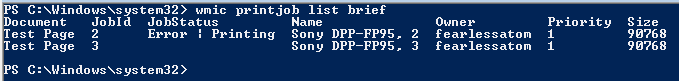 PS C:\Windows\system32> wmic printjob list brief
Document   JobId  JobStatus         Name               Owner         Priority  Size
Test Page  2      Error | Printing  Sony DPP-FP95, 2   fearlessatom  1         90768
Test Page  3                        Sony DPP-FP95, 3   fearlessatom  1         90768
PS C:\Windows\system32>